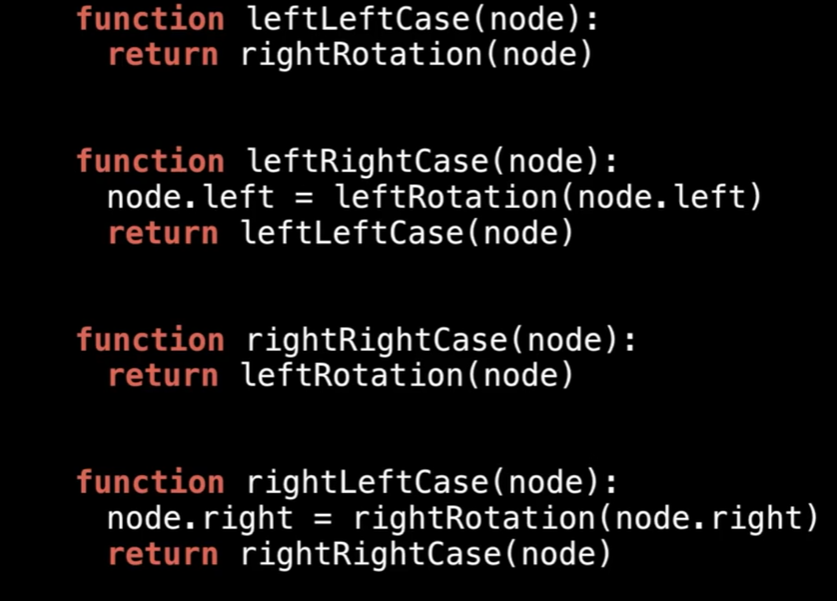 function leftLeftCase(node):
return rightRotation(node)
function leftRightCase(node):
node.left = leftRotation(node.left)
return leftLeftCase(node)
function rightRightCase(node):
return leftRotation(node)
function rightLeftCase(node):
node.right = rightRotation(node.right)
return rightRightCase(node)